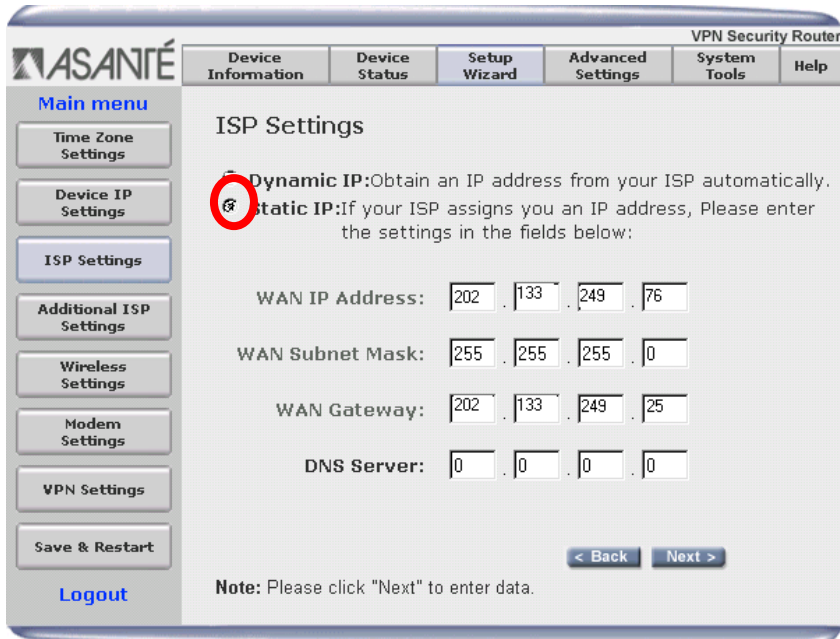 VPN Security Router
ASANTÉ
Device Information
Device Status
Setup Wizard
Advanced Settings
System Tools
Help
Main menu
Time Zone Settings
Device IP Settings
ISP Settings
Additional ISP Settings
Wireless Settings
Modem Settings
VPN Settings
Save & Restart
Logout
ISP Settings
Dynamic IP:Obtain an IP address from your ISP automatically.
Static IP:If your ISP assigns you an IP address, Please enter
the settings in the fields below:
WAN IP Address: 202 . 133 . 249 . 76
WAN Subnet Mask: 255 . 255 . 255 . 0
WAN Gateway: 202 . 133 . 249 . 25
DNS Server: 0 . 0 . 0 . 0
< Back Next >
Note: Please click "Next" to enter data.